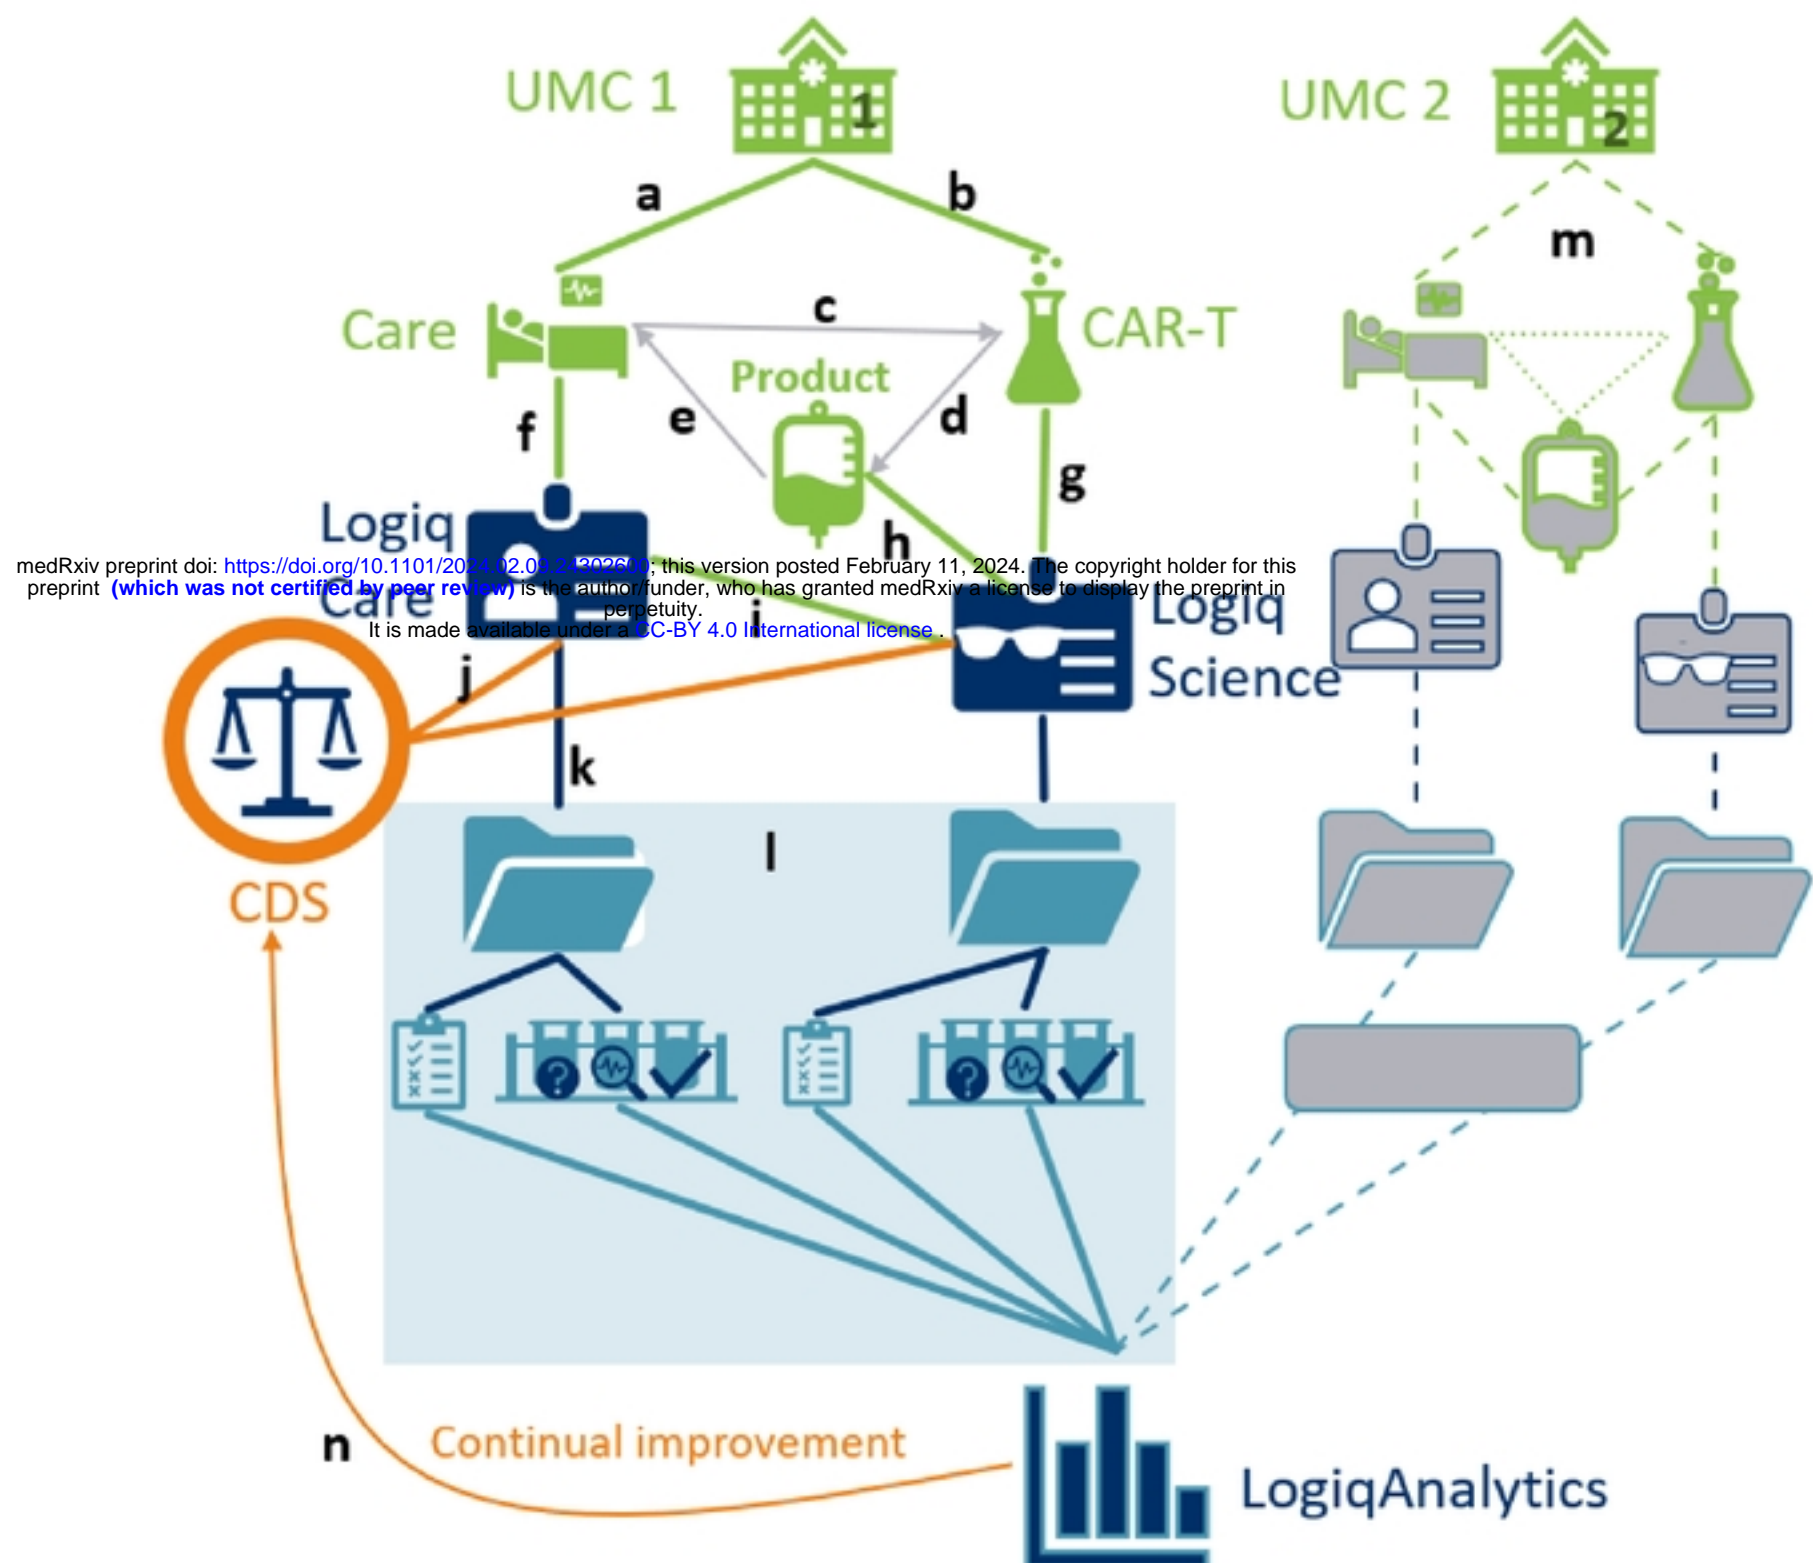 UMC 1
1
UMC 2
2
a
b
m
Care
c
CAR-T
Product
e
d
f
g
Logiq
Care
h
medRxiv preprint doi: https://doi.org/10.1101/2024.02.09.24302600; this version posted February 11, 2024. The copyright holder for this
preprint (which was not certified by peer review) is the author/funder, who has granted medRxiv a license to display the preprint in
perpetuity.
It is made available under a CC-BY 4.0 International license .
i
Logiq
Science
j
k
l
CDS
?
?
n
Continual improvement
LogiqAnalytics